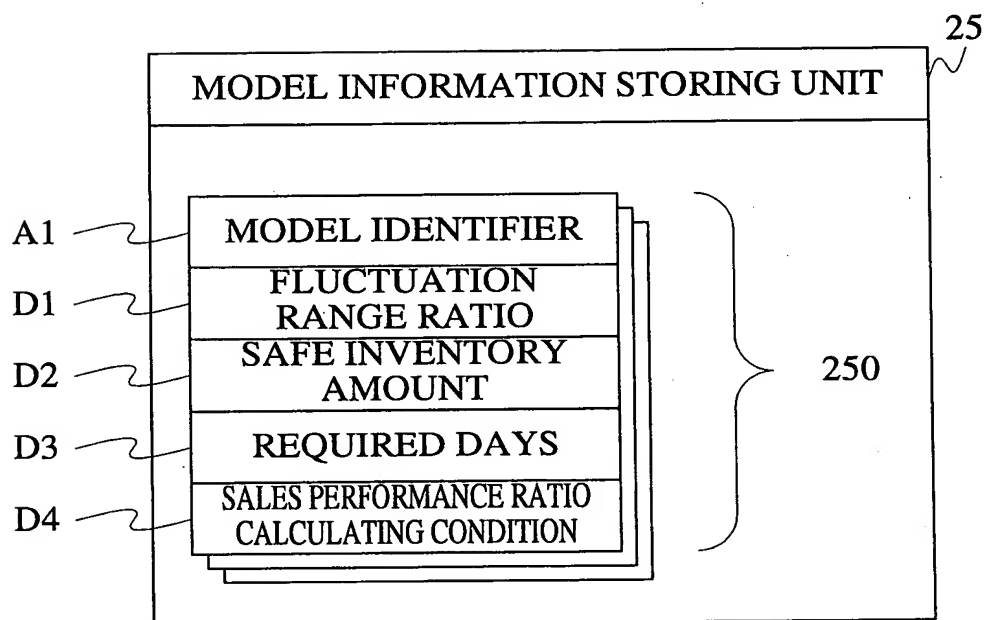 25
MODEL INFORMATION STORING UNIT
A1
MODEL IDENTIFIER
D1
FLUCTUATION
RANGE RATIO
D2
SAFE INVENTORY
AMOUNT
250
D3
REQUIRED DAYS
D4
SALES PERFORMANCE RATIO
CALCULATING CONDITION